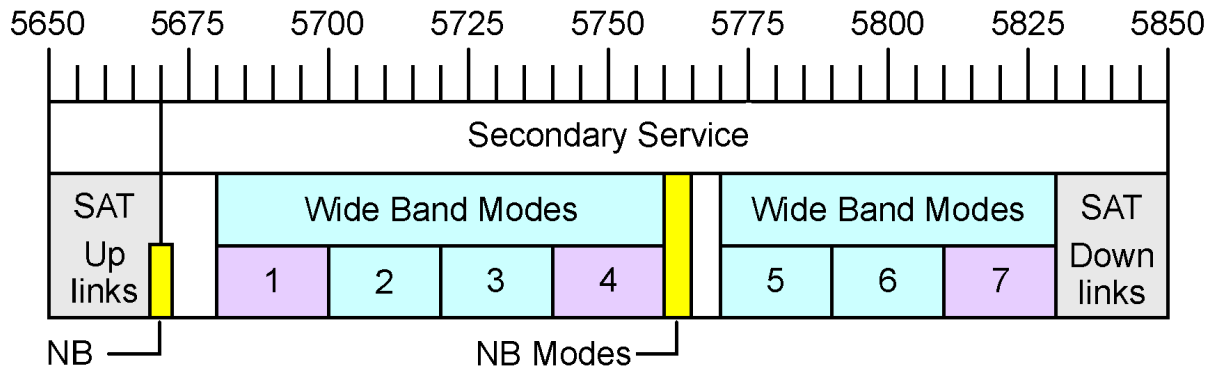 5650 5675 5700 5725 5750 5775 5800 5825 5850
Secondary Service
SAT
Up
links
Wide Band Modes
1 2 3 4
Wide Band Modes
5 6 7
SAT
Down
links
NB
NB Modes